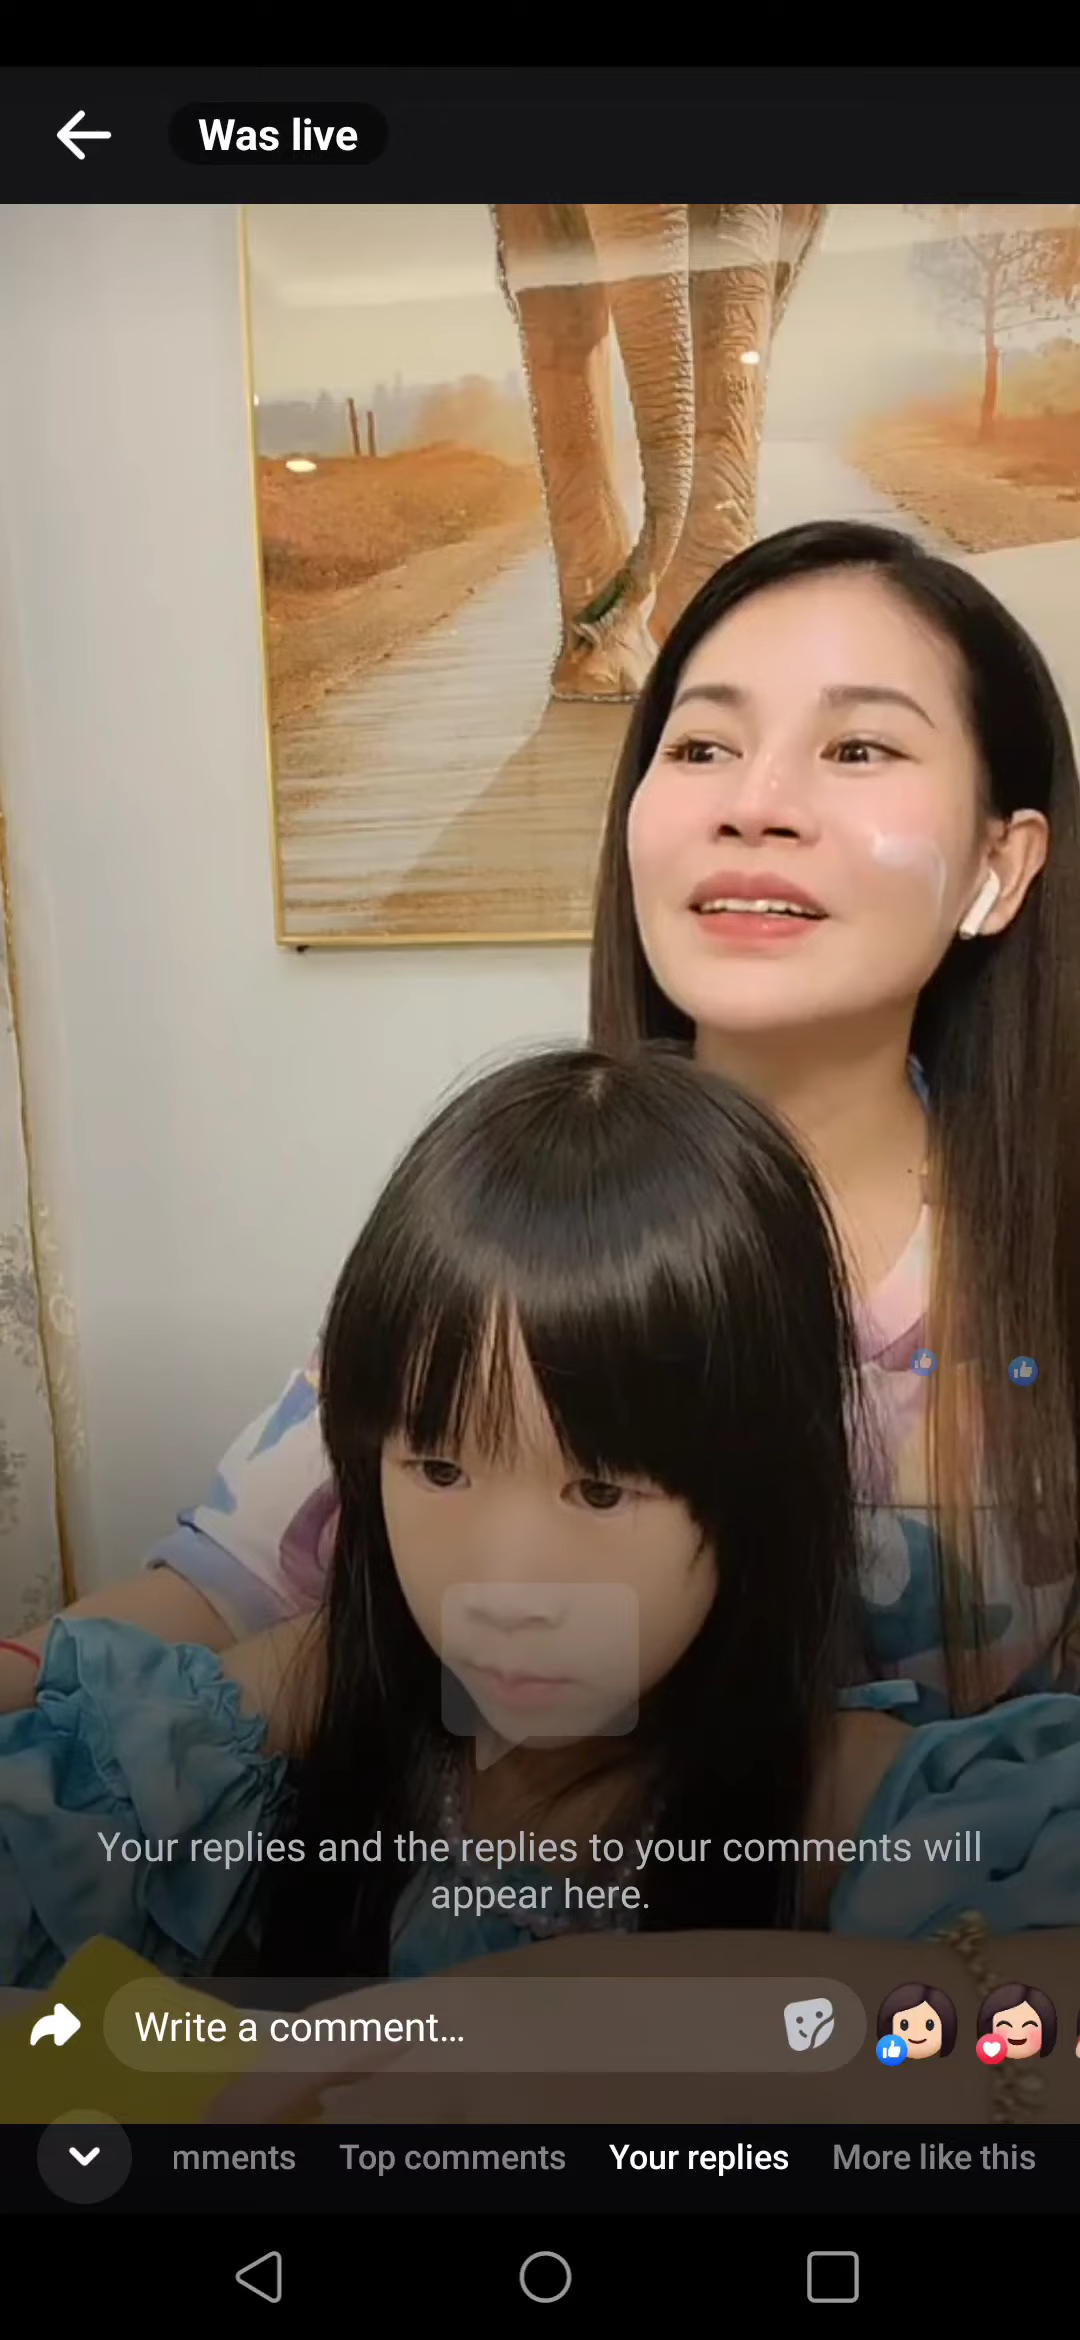 Was live
Your replies and the replies to your comments will
appear here.
Write a comment...
mments Top comments Your replies More like this